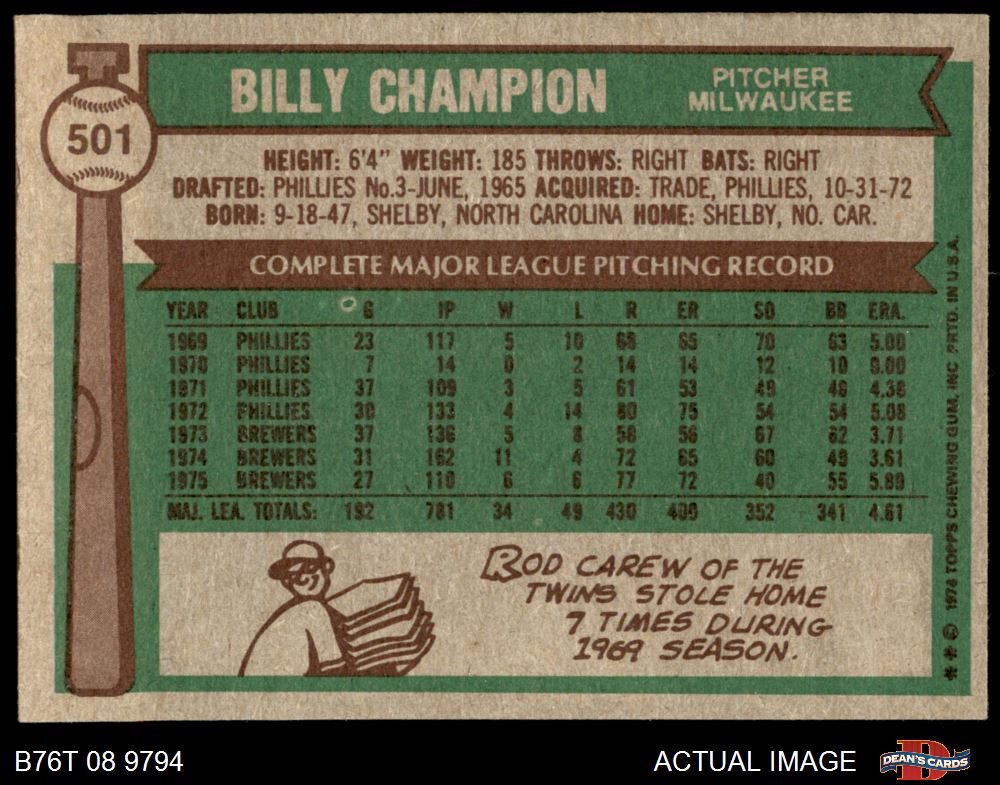 501
BILLY CHAMPION
PITCHER
MILWAUKEE
HEIGHT: 6'4" WEIGHT: 185 THROWS: RIGHT BATS: RIGHT
DRAFTED: PHILLIES No.3-JUNE, 1965 ACQUIRED: TRADE, PHILLIES, 10-31-72
BORN: 9-18-47, SHELBY, NORTH CAROLINA HOME: SHELBY, NO. CAR.
COMPLETE MAJOR LEAGUE PITCHING RECORD
YEAR CLUB G IP W L R ER SO BB ERA.
1969 PHILLIES 23 117 5 10 68 65 70 63 5.00
1970 PHILLIES 7 14 0 2 14 14 12 10 9.00
1971 PHILLIES 37 109 3 5 61 53 49 48 4.38
1972 PHILLIES 30 133 4 14 80 75 54 54 5.08
1973 BREWERS 37 136 5 8 58 56 67 62 3.71
1974 BREWERS 31 162 11 4 72 65 60 49 3.61
1975 BREWERS 27 110 6 6 77 72 40 55 5.89
MAJ. LEA. TOTALS: 192 781 34 49 430 400 352 341 4.61
ROD CAREW OF THE
TWINS STOLE HOME
7 TIMES DURING
1969 SEASON.
** © 1976 TOPPS CHEWING GUM, INC PRTD. IN U.S.A.
B76T 08 9794
ACTUAL IMAGE
D
DEAN'S CARDS